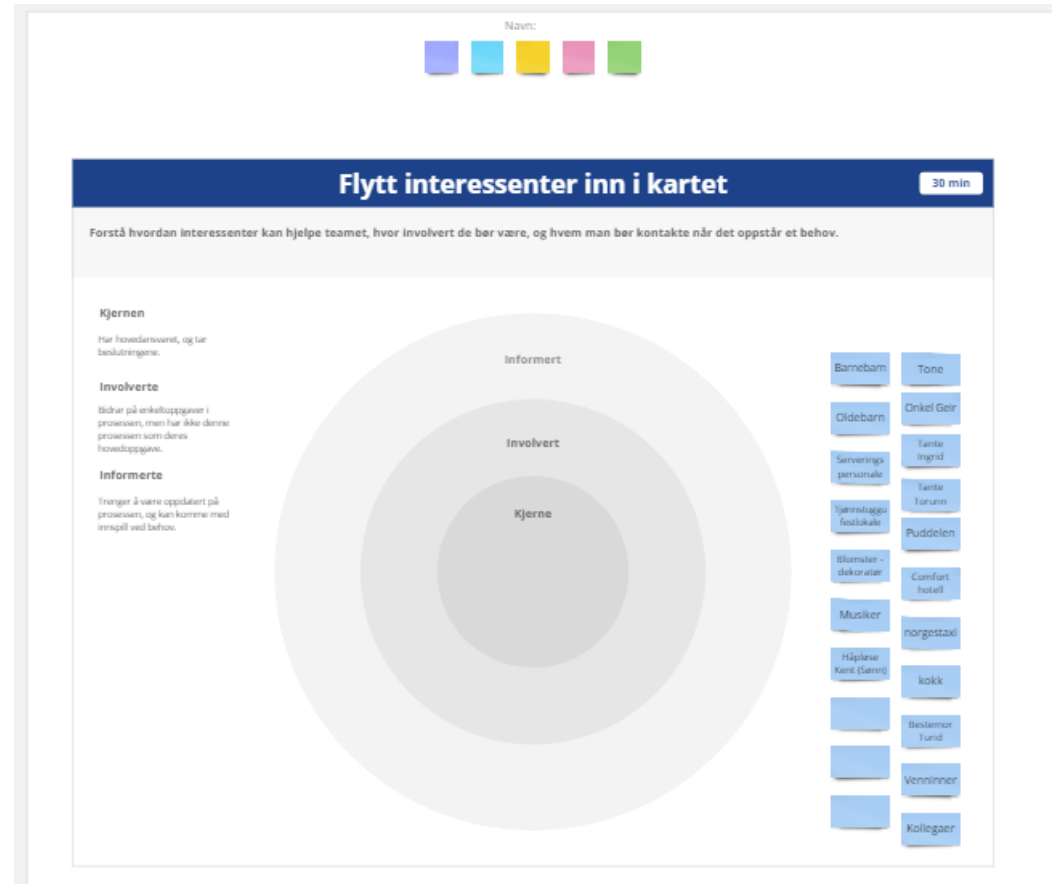 Navn:
Flytt interessenter inn i kartet
30 min
Forstå hvordan interessenter kan hjelpe teamet, hvor involvert de bør være, og hvem man bør kontakte når det oppstår et behov.
Kjernen
Har hovedansvaret, og tar
beslutningene.
Involverte
Bidrar på enkeltoppgaver i
prosessen, men har ikke denne
prosessen som deres
hovedoppgave.
Informerte
Trenger å være oppdatert på
prosessen, og kan komme med
innspill ved behov.
Informert
Involvert
Kjerne
Barnebarn
Oldebarn
Serverings
personale
Tjønnstuggu
festlokale
Blomster -
dekoratør
Musiker
Håpløse
Kent (Sønn)
Tone
Onkel Geir
Tante
Ingrid
Tante
Torunn
Puddelen
Comfort
hotell
norgestaxi
kokk
Bestemor
Turid
Venninner
Kollegaer